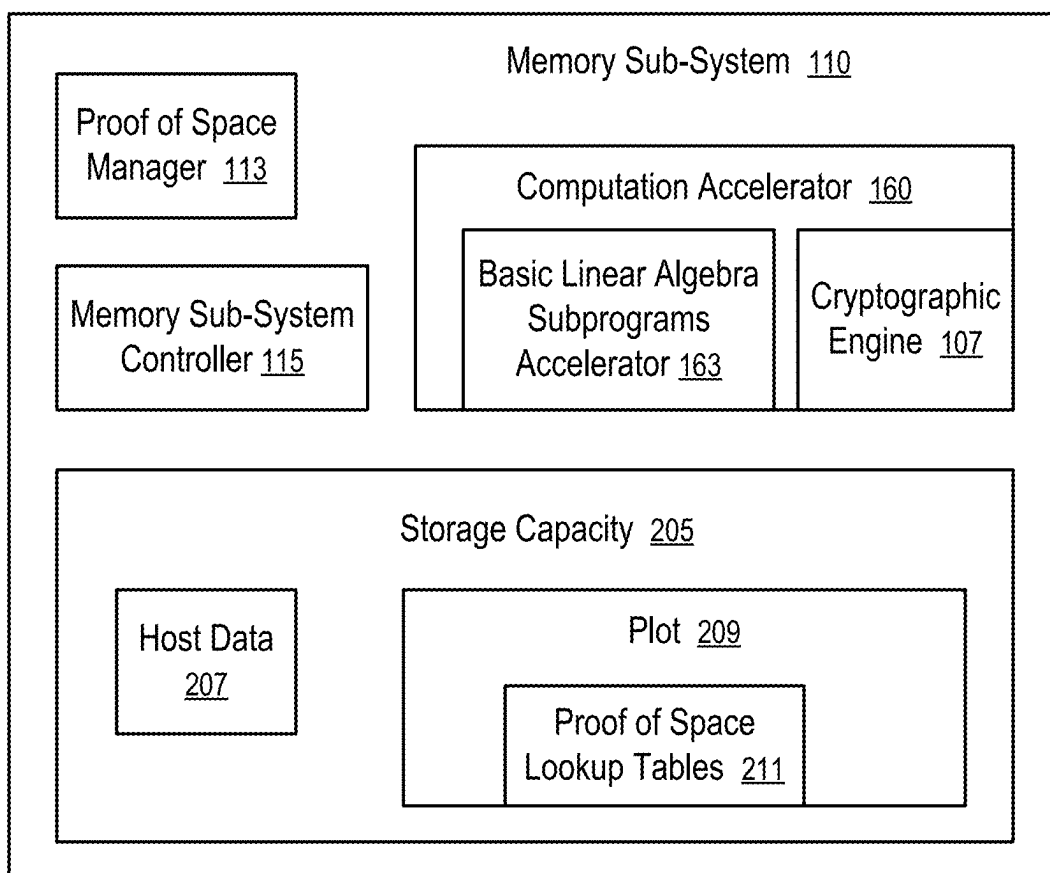 Memory Sub-System 110
Proof of Space
Manager 113
Computation Accelerator 160
Basic Linear Algebra
Subprograms
Accelerator 163
Cryptographic
Engine 107
Memory Sub-System
Controller 115
Storage Capacity 205
Host Data
207
Plot 209
Proof of Space
Lookup Tables 211